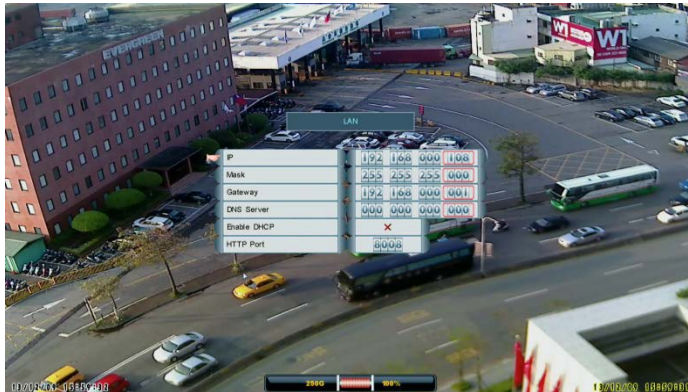 EVERGREEN
WT
LAN
IP 192 168 000 108
Mask 255 255 255 000
Gateway 192 168 000 001
DNS Server 000 000 000 000
Enable DHCP ×
HTTP Port 8008
250G 100%